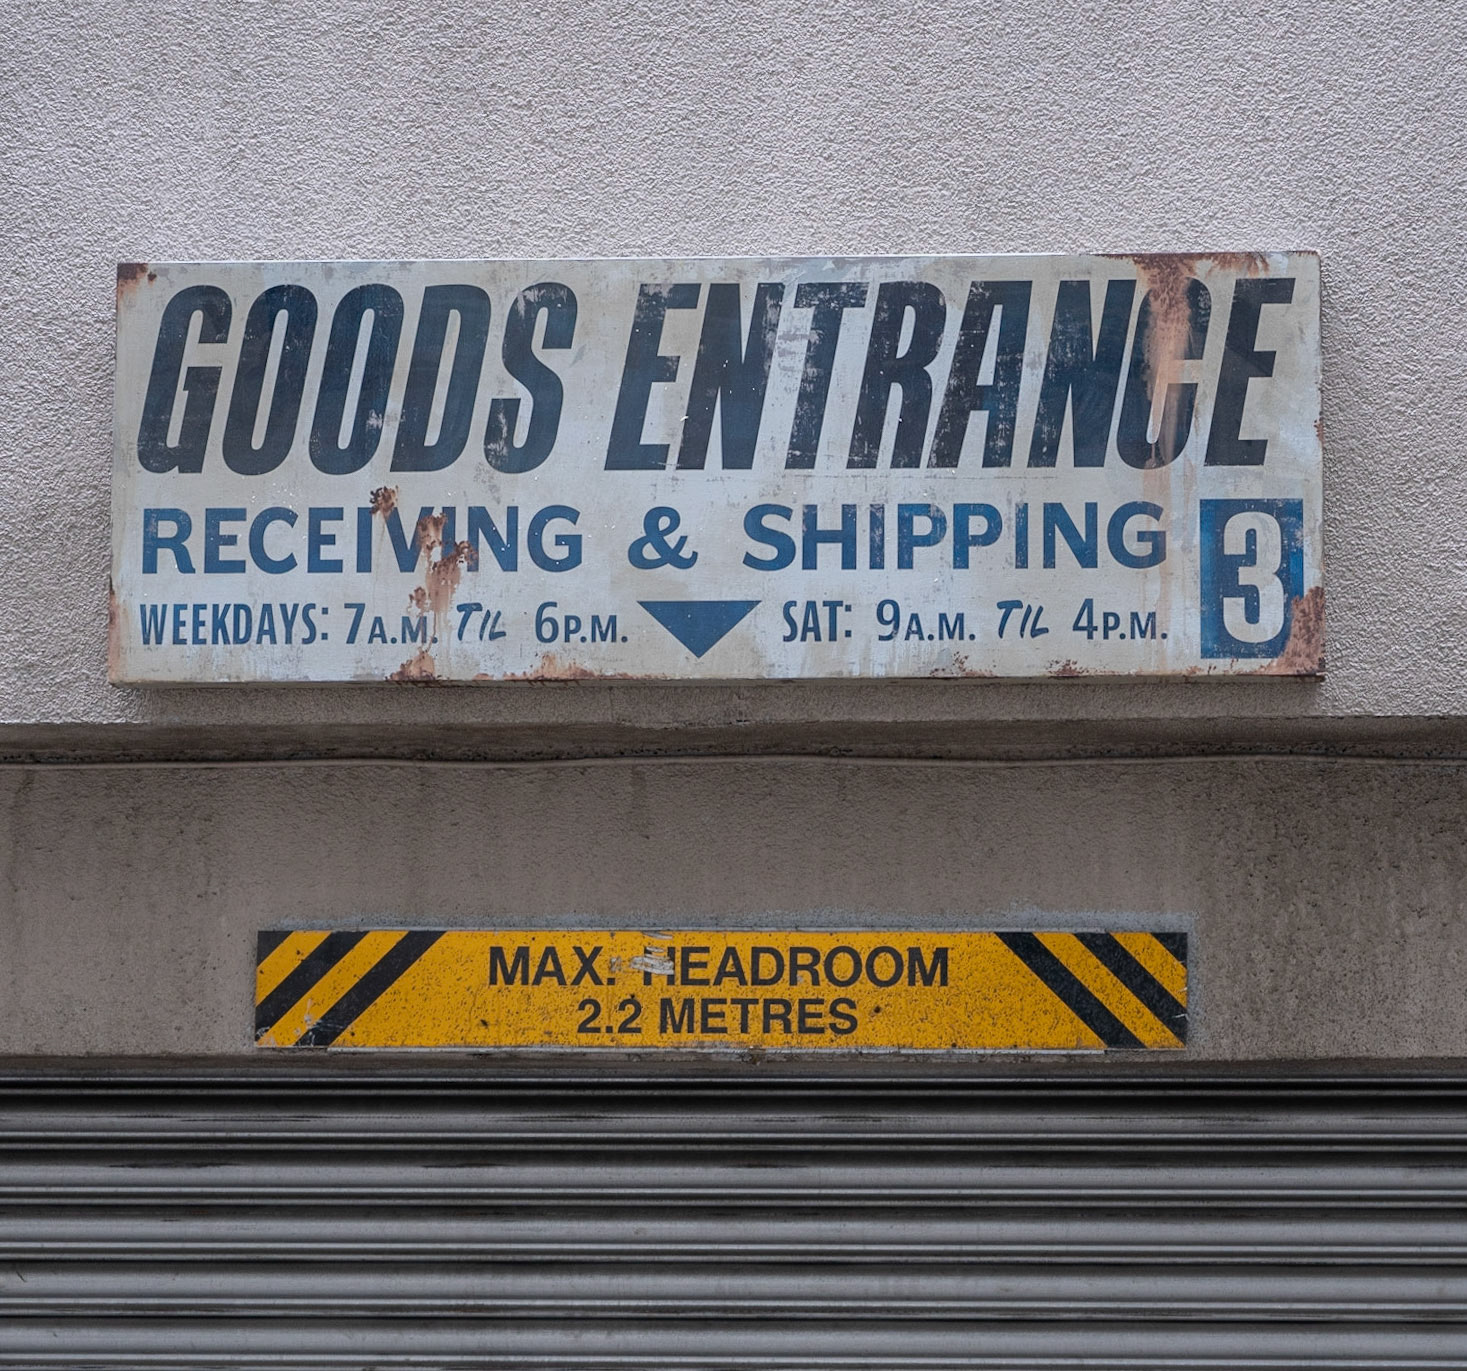 GOODS ENTRANCE
RECEIVING & SHIPPING 3
WEEKDAYS: 7A.M. TIL 6P.M. SAT: 9A.M. TIL 4P.M.
MAX. HEADROOM
2.2 METRES